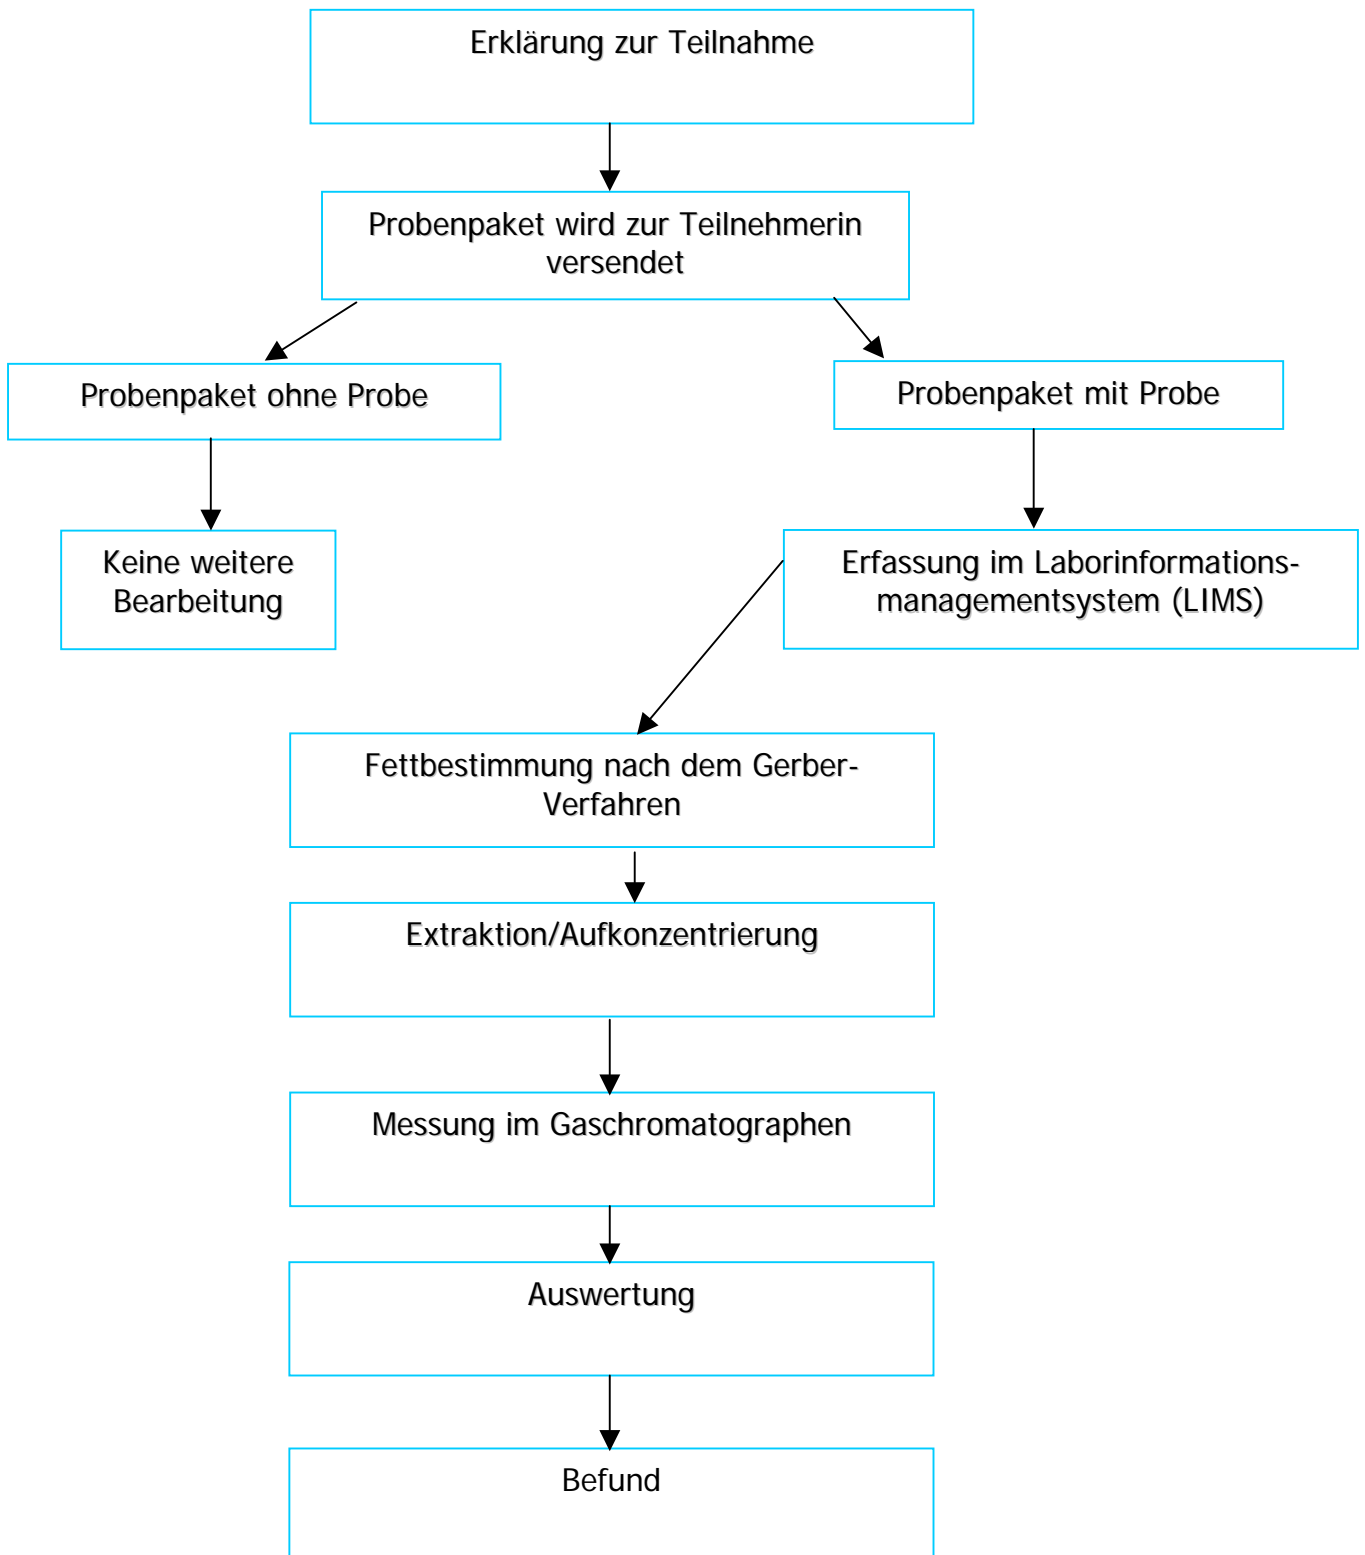 Erklärung zur Teilnahme
Probenpaket wird zur Teilnehmerin
versendet
Probenpaket ohne Probe
Probenpaket mit Probe
Keine weitere
Bearbeitung
Erfassung im Laborinformations-
managementsystem (LIMS)
Fettbestimmung nach dem Gerber-
Verfahren
Extraktion/Aufkonzentrierung
Messung im Gaschromatographen
Auswertung
Befund